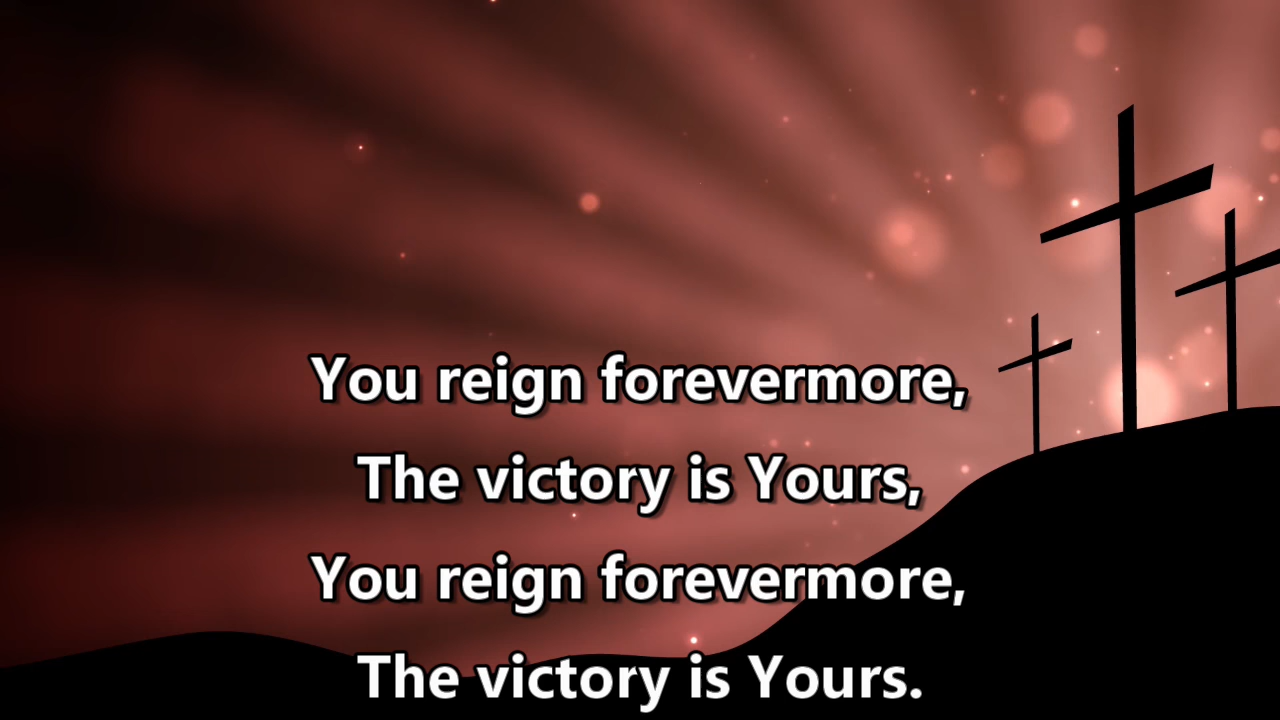 You reign forevermore,
The victory is Yours,
You reign forevermore,
The victory is Yours.